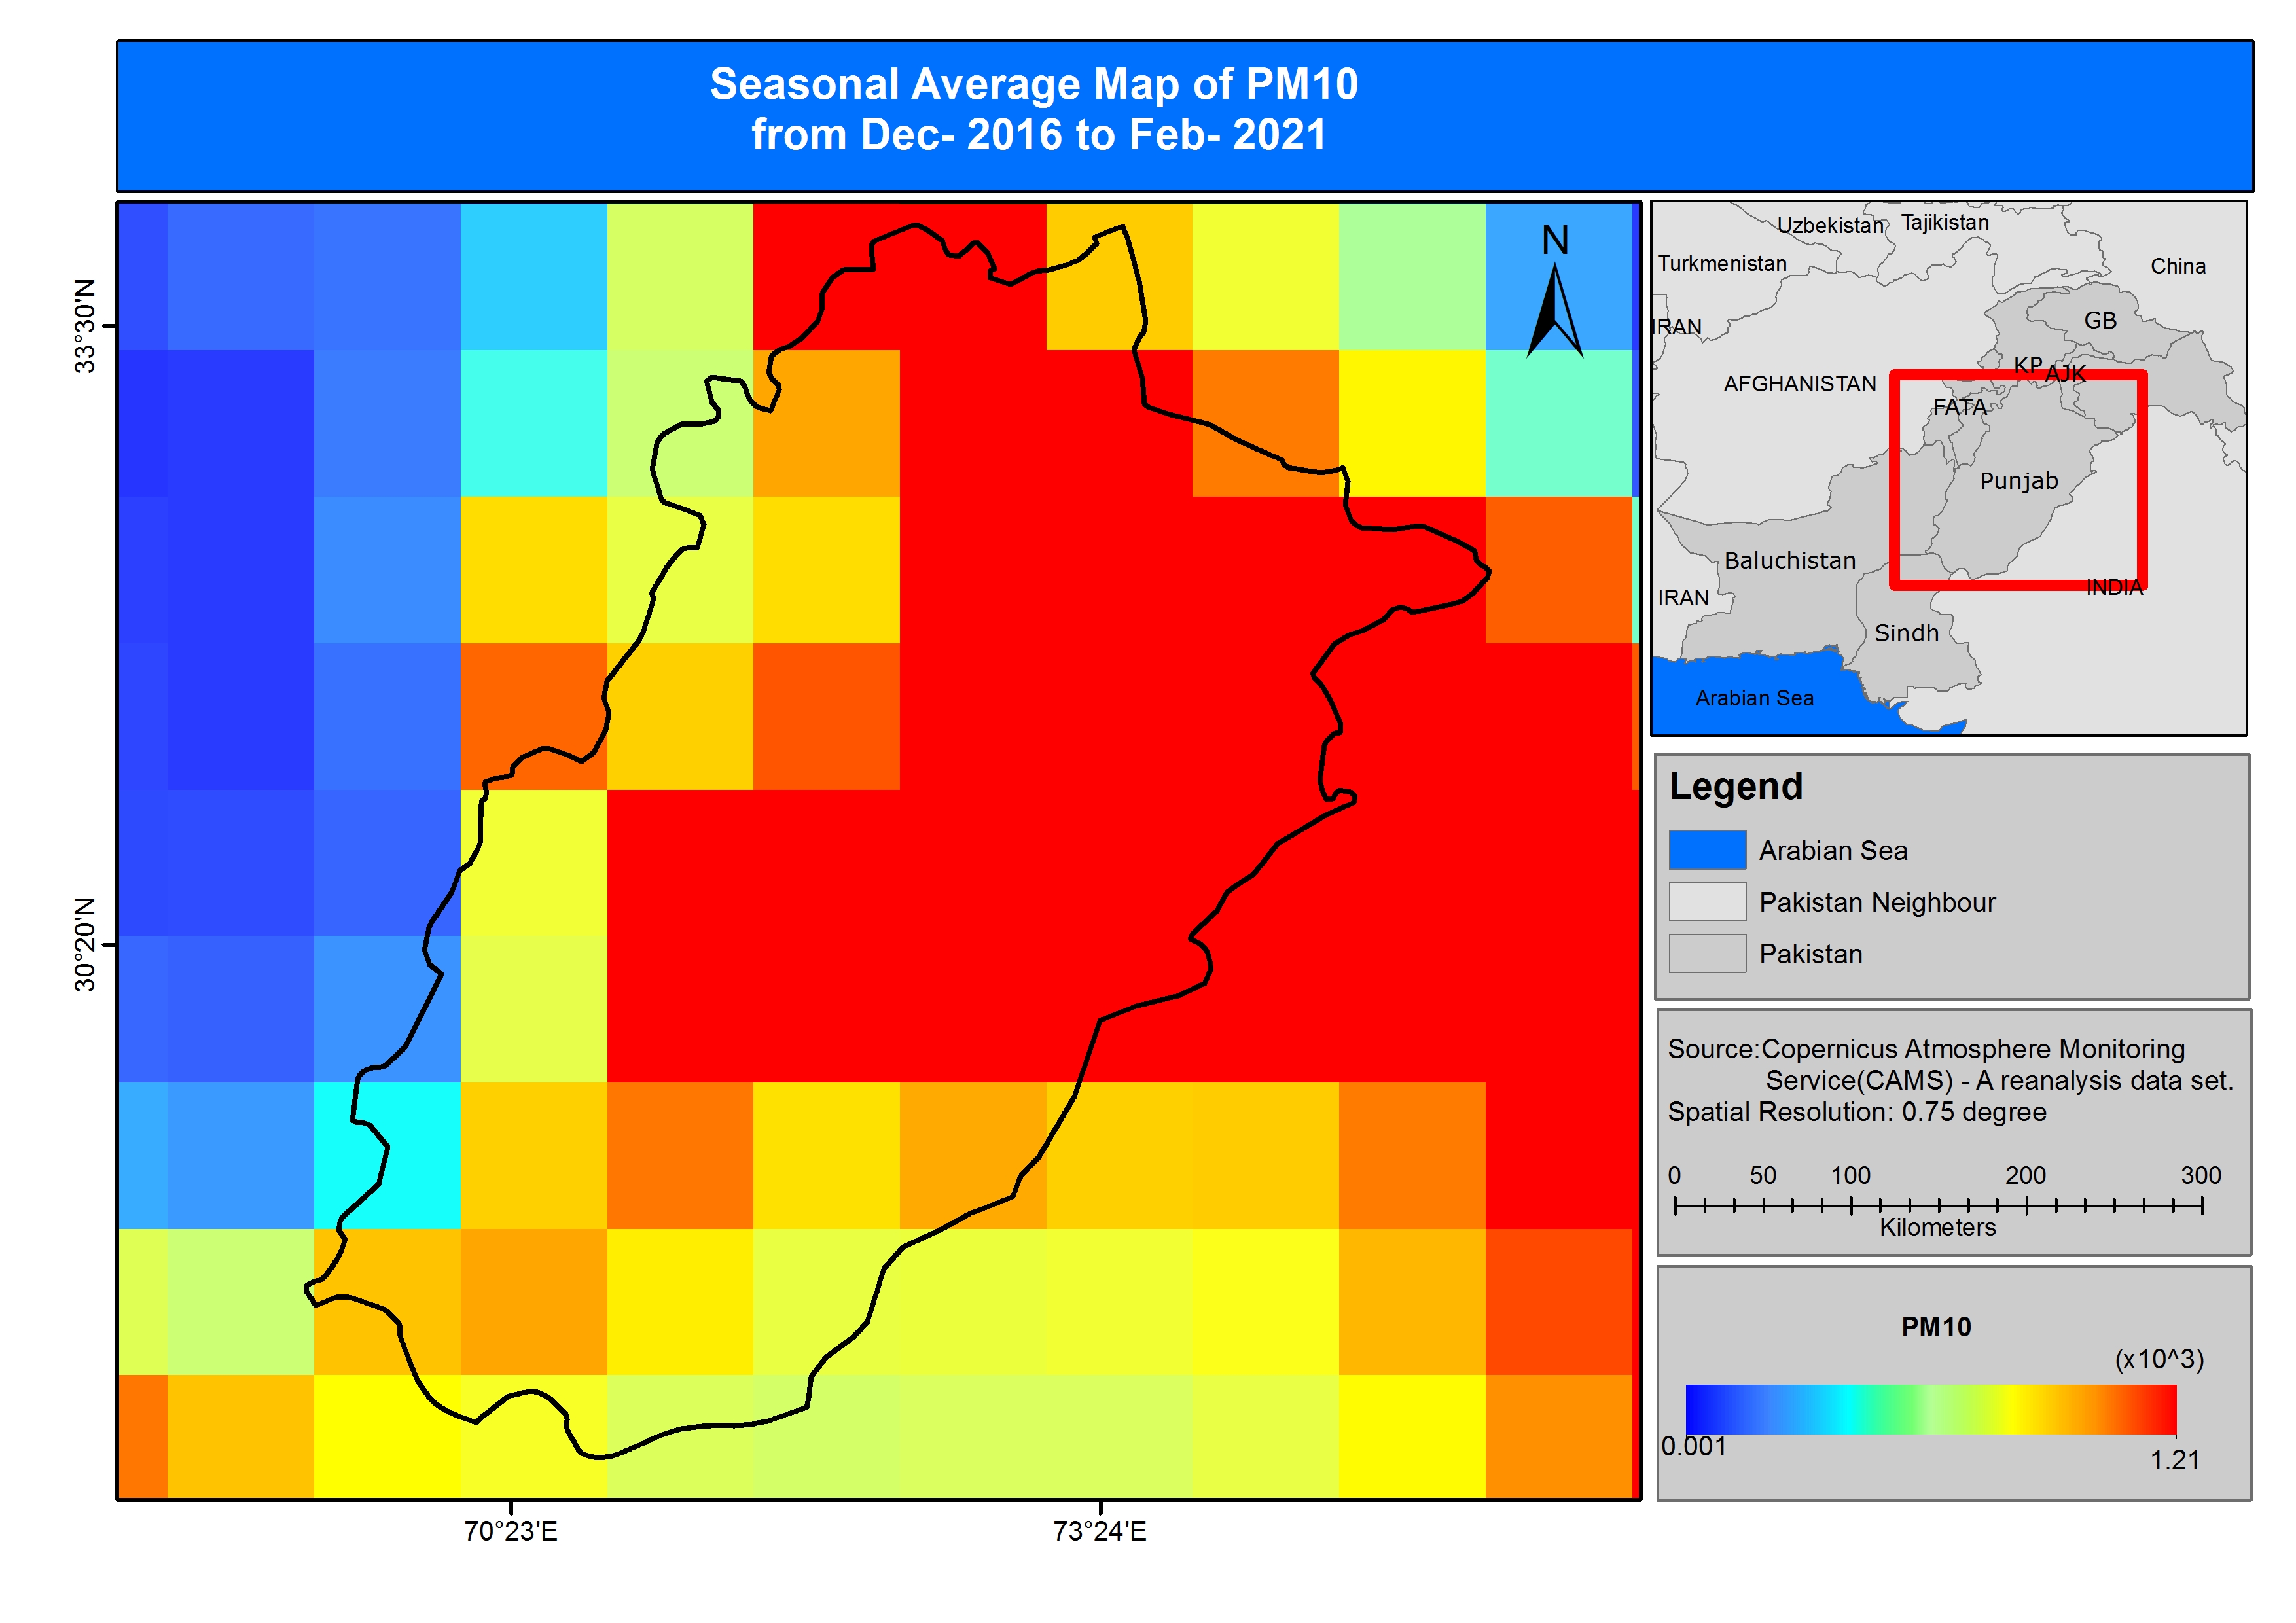 Seasonal Average Map of PM10
from Dec- 2016 to Feb- 2021
N
33°30'N
30°20'N
70°23'E
73°24'E
Uzbekistan
Tajikistan
Turkmenistan
China
IRAN
GB
KP
AJK
AFGHANISTAN
FATA
Punjab
Baluchistan
INDIA
IRAN
Sindh
Arabian Sea
Legend
Arabian Sea
Pakistan Neighbour
Pakistan
Source:Copernicus Atmosphere Monitoring
Service(CAMS) - A reanalysis data set.
Spatial Resolution: 0.75 degree
0 50 100 200 300
Kilometers
PM10
(x10^3)
0.001
1.21